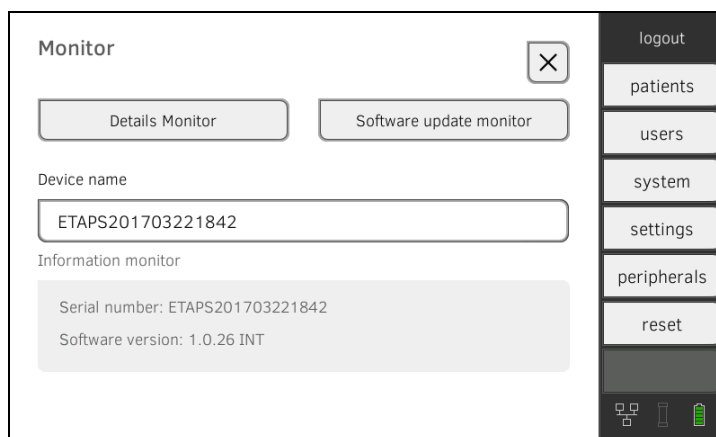 Monitor
Details Monitor
Software update monitor
Device name
ETAPS201703221842
Information monitor
Serial number: ETAPS201703221842
Software version: 1.0.26 INT
logout
patients
users
system
settings
peripherals
reset